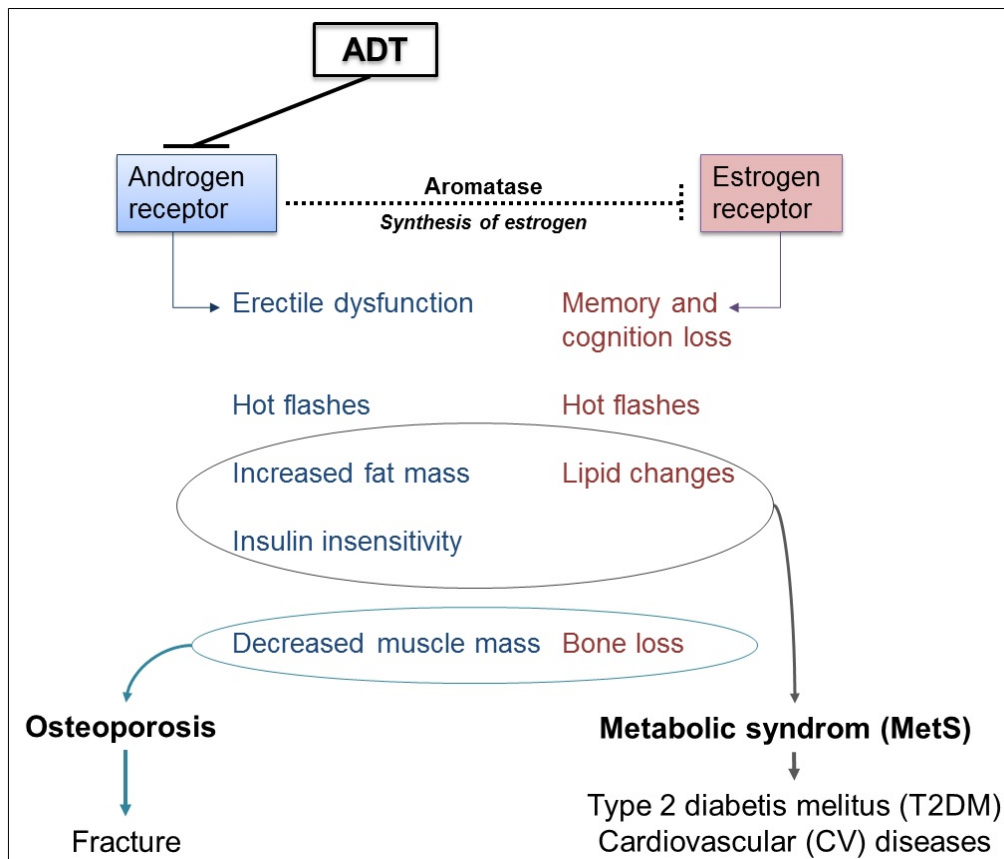 ADT
Androgen
receptor
Aromatase
Synthesis of estrogen
Estrogen
receptor
Erectile dysfunction
Memory and
cognition loss
Hot flashes
Hot flashes
Increased fat mass
Lipid changes
Insulin insensitivity
Decreased muscle mass
Bone loss
Osteoporosis
Metabolic syndrom (MetS)
Fracture
Type 2 diabetis melitus (T2DM)
Cardiovascular (CV) diseases